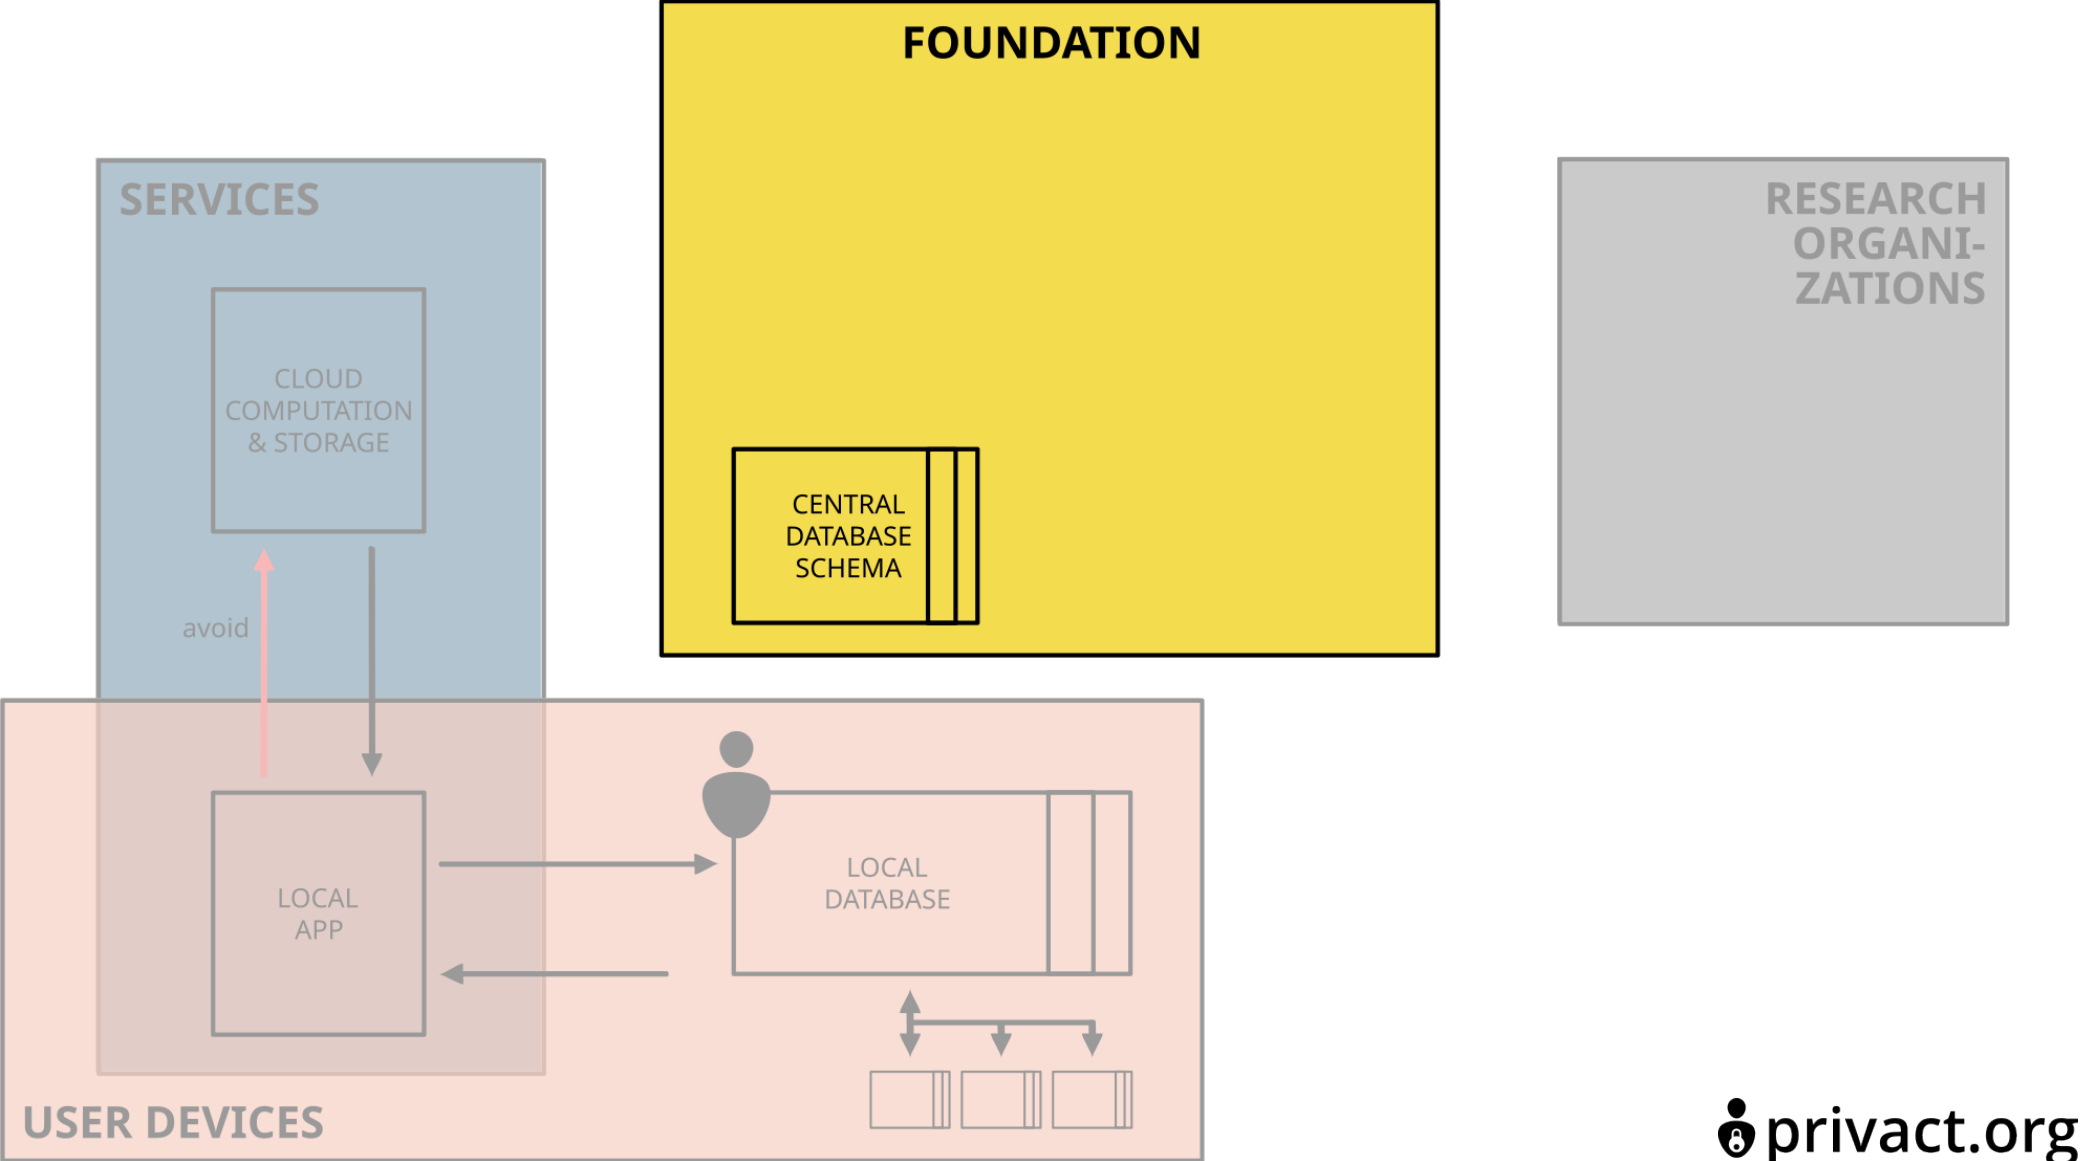 FOUNDATION
SERVICES
RESEARCH
ORGANI-
ZATIONS
CLOUD
COMPUTATION
& STORAGE
CENTRAL
DATABASE
SCHEMA
avoid
LOCAL
APP
LOCAL
DATABASE
USER DEVICES
privact.org